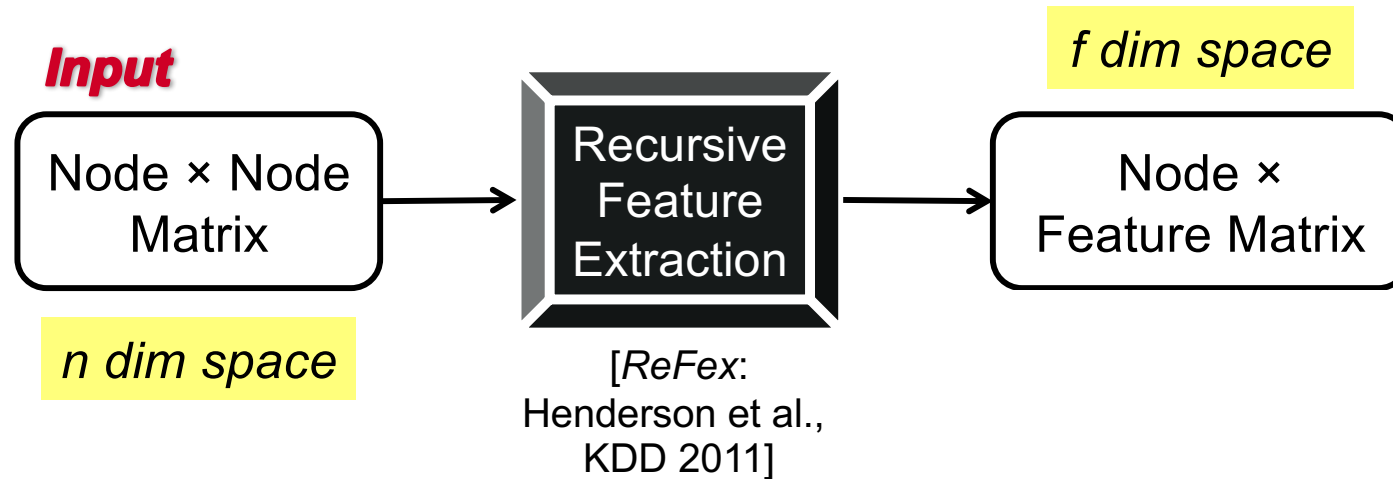 Input
Node × Node
Matrix
n dim space
Recursive
Feature
Extraction
[ReFex:
Henderson et al.,
KDD 2011]
f dim space
Node ×
Feature Matrix